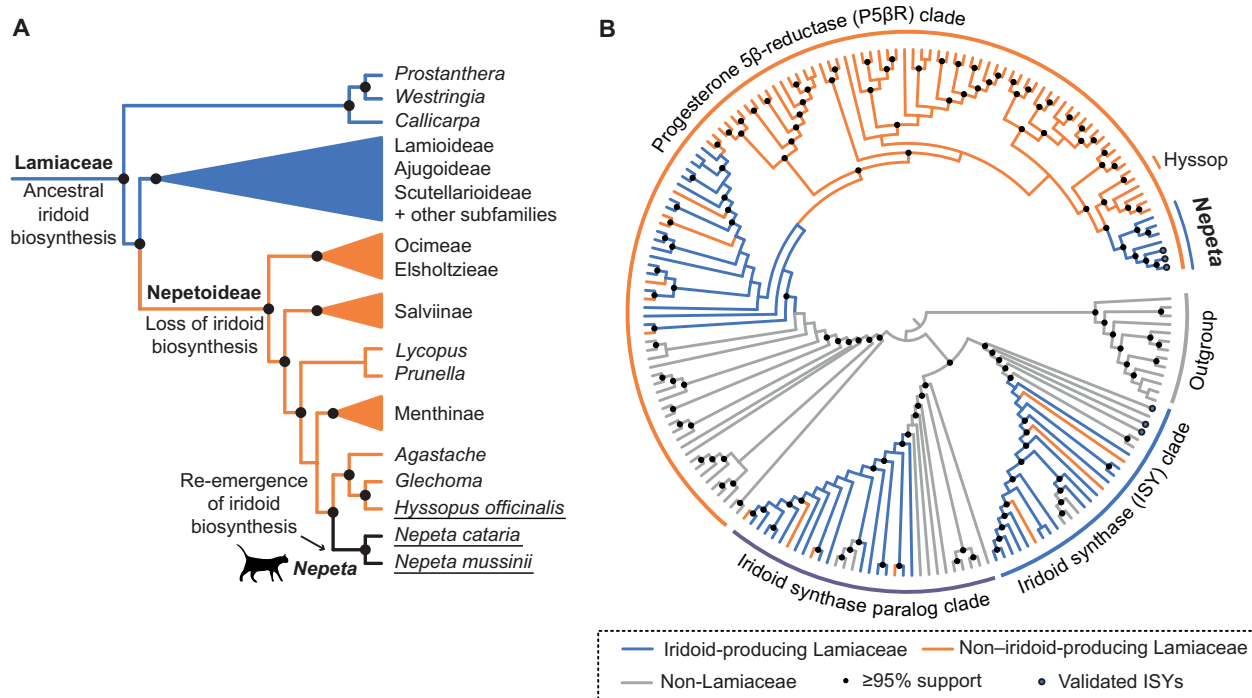 A
Prostanthera
Westringia
Callicarpa
Lamiaceae
Ancestral
iridoid
biosynthesis
Lamioideae
Ajugoideae
Scutellarioideae
+ other subfamilies
Ocimeae
Elsholtzieae
Nepetoideae
Loss of iridoid
biosynthesis
Salviinae
Lycopus
Prunella
Menthinae
Agastache
Glechoma
Hyssopus officinalis
Re-emergence
of iridoid
biosynthesis
Nepeta cataria
Nepeta mussinii
Nepeta
B
Progesterone 5β-reductase (P5βR) clade
Hyssop
Nepeta
Outgroup
Iridoid synthase (ISY) clade
Iridoid synthase paralog clade
Iridoid-producing Lamiaceae
Non–iridoid-producing Lamiaceae
Non-Lamiaceae
≥95% support
Validated ISYs